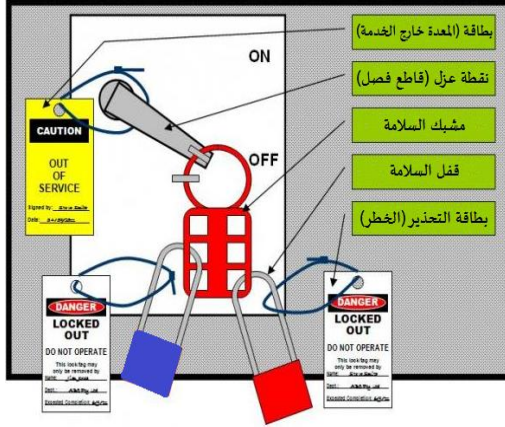 بطاقة (المعدة خارج الخدمة)
ON
نقطة عزل (قاطع فصل)
CAUTION
مشبك السلامة
OUT
OF
SERVICE
OFF
قفل السلامة
Signed by:
Date:
بطاقة التحذير (الخطر)
DANGER
LOCKED
OUT
DO NOT OPERATE
This lock/tag may
only be removed by
Name:
Dept:
Expected Completion:
DANGER
LOCKED
OUT
DO NOT OPERATE
This lock/tag may
only be removed by
Name:
Dept:
Expected Completion: